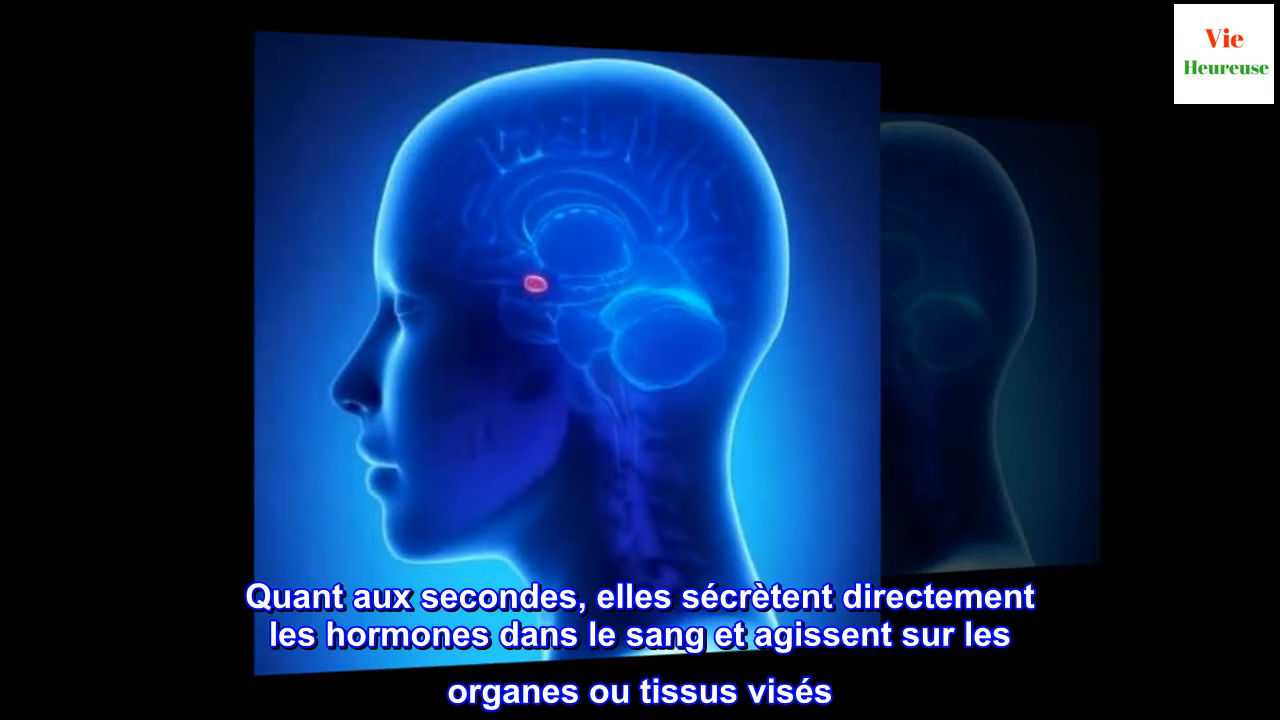 Vie
Heureuse
Quant aux secondes, elles sécrètent directement
les hormones dans le sang et agissent sur les
organes ou tissus visés